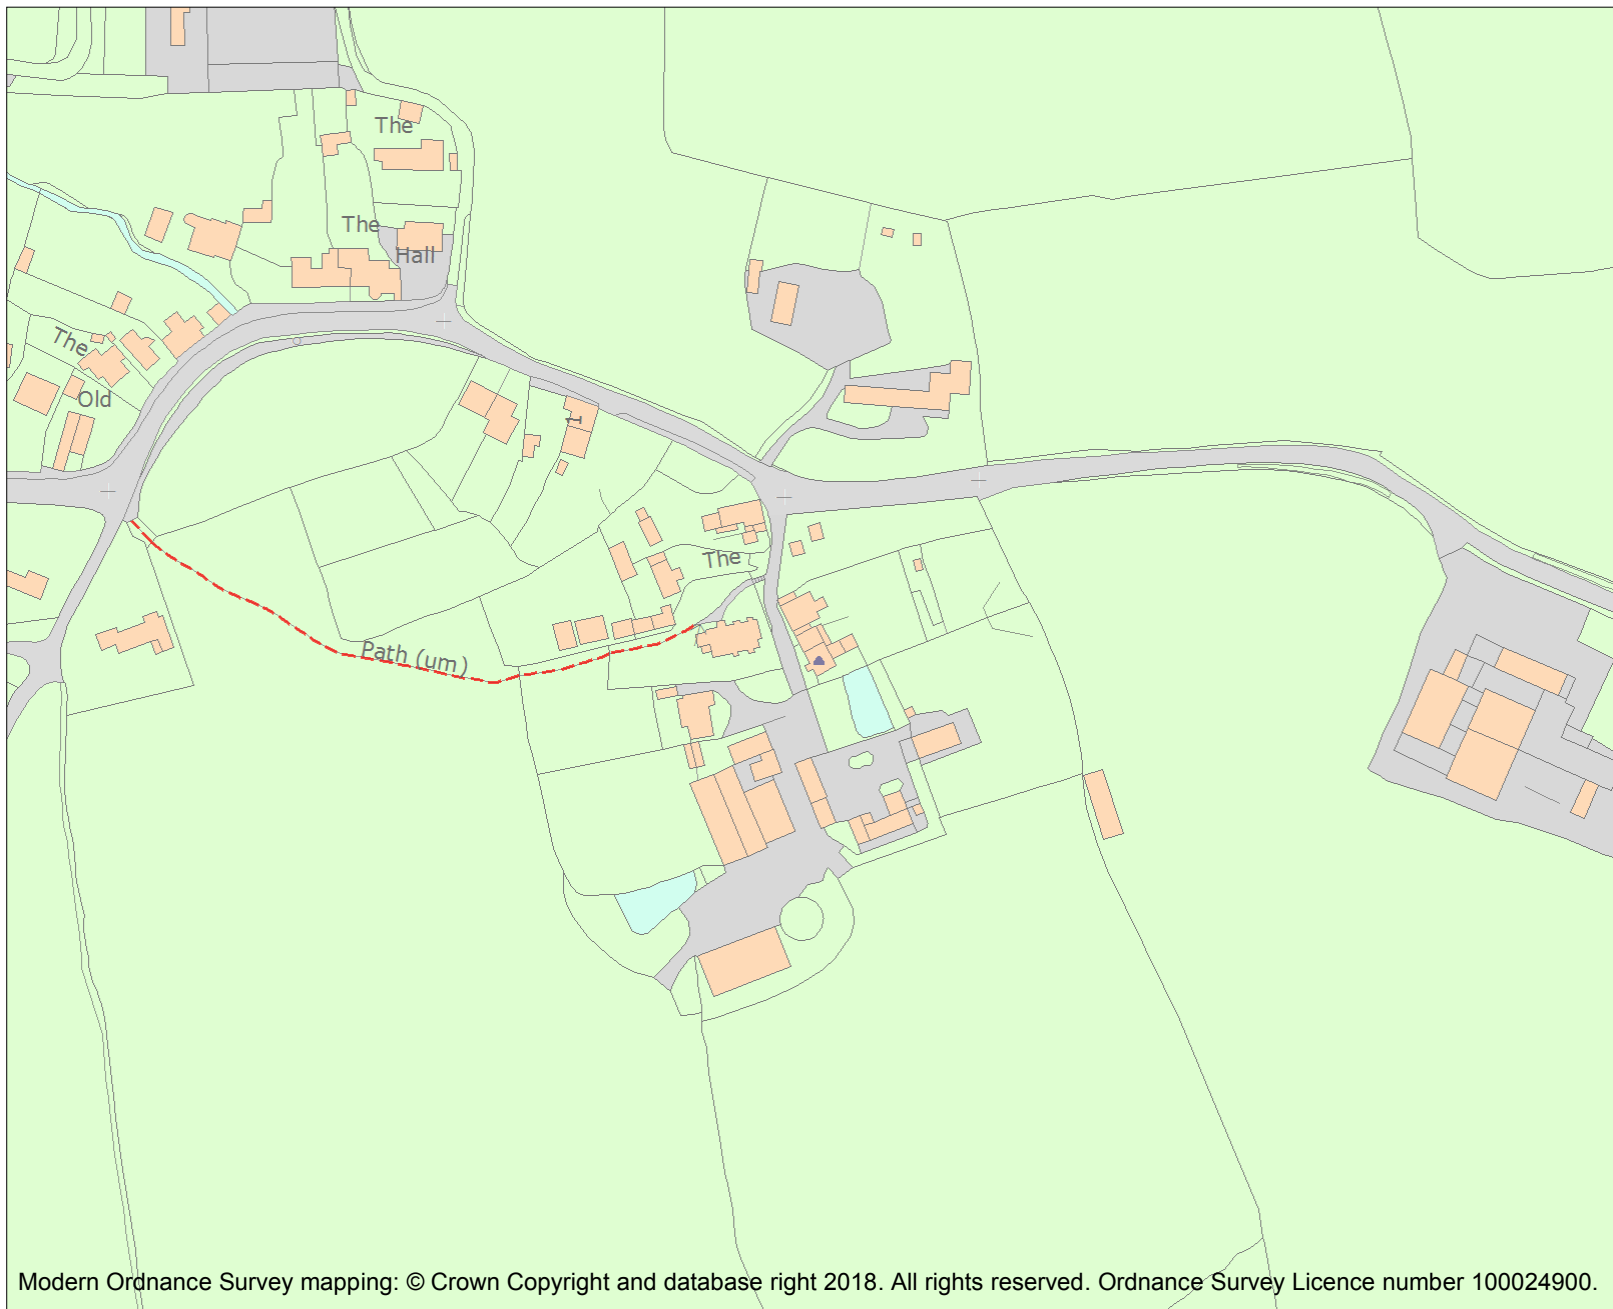 The
The
Hall
The
Old
1
The
Path (um)
Modern Ordnance Survey mapping: © Crown Copyright and database right 2018. All rights reserved. Ordnance Survey Licence number 100024900.